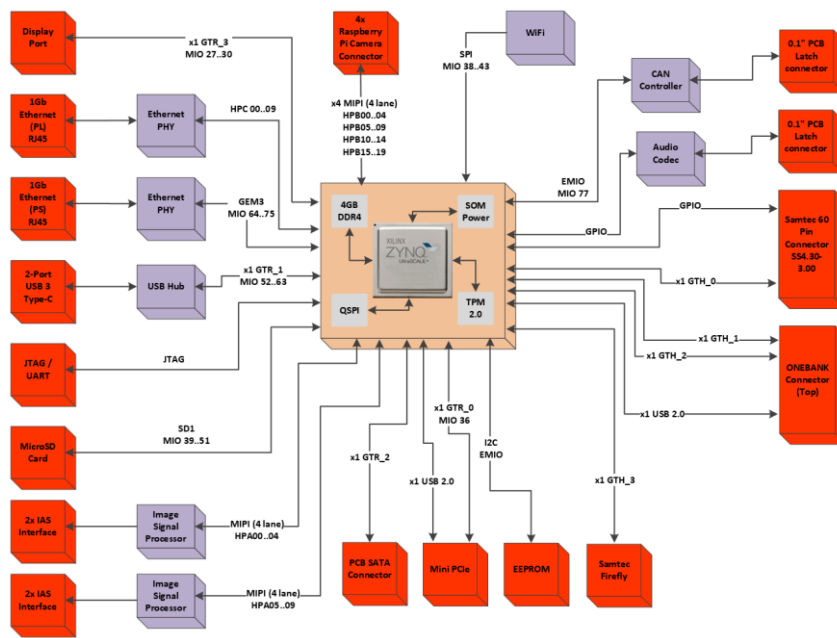 Display
Port
x1 GTR_3
MIO 27..30
4x
Raspberry
Pi Camera
Connector
WiFi
SPI
MIO 38..43
CAN
Controller
0.1" PCB
Latch
connector
1Gb
Ethernet
(PL)
RJ45
Ethernet
PHY
HPC 00..09
x4 MIPI (4 lane)
HPB00..04
HPB05..09
HPB10..14
HPB15..19
Audio
Codec
0.1" PCB
Latch
connector
EMIO
MIO 77
1Gb
Ethernet
(PS)
RJ45
Ethernet
PHY
GEM3
MIO 64..75
4GB
DDR4
SOM
Power
XILINX
ZYNQ
UltraSCALE+
GPIO
GPIO
Samtec 60
Pin
Connector
SS4.30-
3.00
2-Port
USB 3
Type-C
USB Hub
x1 GTR_1
MIO 52..63
QSPI
TPM
2.0
x1 GTH_0
x1 GTH_1
x1 GTH_2
JTAG /
UART
JTAG
ONEBANK
Connector
(Top)
x1 USB 2.0
MicroSD
Card
SD1
MIO 39..51
x1 GTR_2
x1 GTR_0
MIO 36
I2C
EMIO
x1 USB 2.0
x1 GTH_3
2x IAS
Interface
Image
Signal
Processor
MIPI (4 lane)
HPA00..04
PCB SATA
Connector
Mini PCIe
EEPROM
Samtec
Firefly
2x IAS
Interface
Image
Signal
Processor
MIPI (4 lane)
HPA05..09